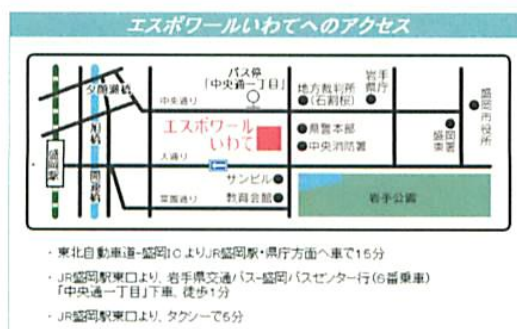 エスポワールいわてへのアクセス
バス停
「中央通一丁目」
夕顔瀬橋
中央通り
地方裁判所
(石割桜)
岩手県庁
盛岡市役所
旭橋
エスポワール
いわて
県警本部
中央消防署
盛岡東署
盛岡駅
開運橋
大通り
サンビル
菜園通り
教育会館
岩手公園
・東北自動車道-盛岡ICよりJR盛岡駅・県庁方面へ車で15分
・JR盛岡駅東口より、岩手県交通バス-盛岡バスセンター行(6番乗車)
「中央通一丁目」下車、徒歩1分
・JR盛岡駅東口より、タクシーで5分